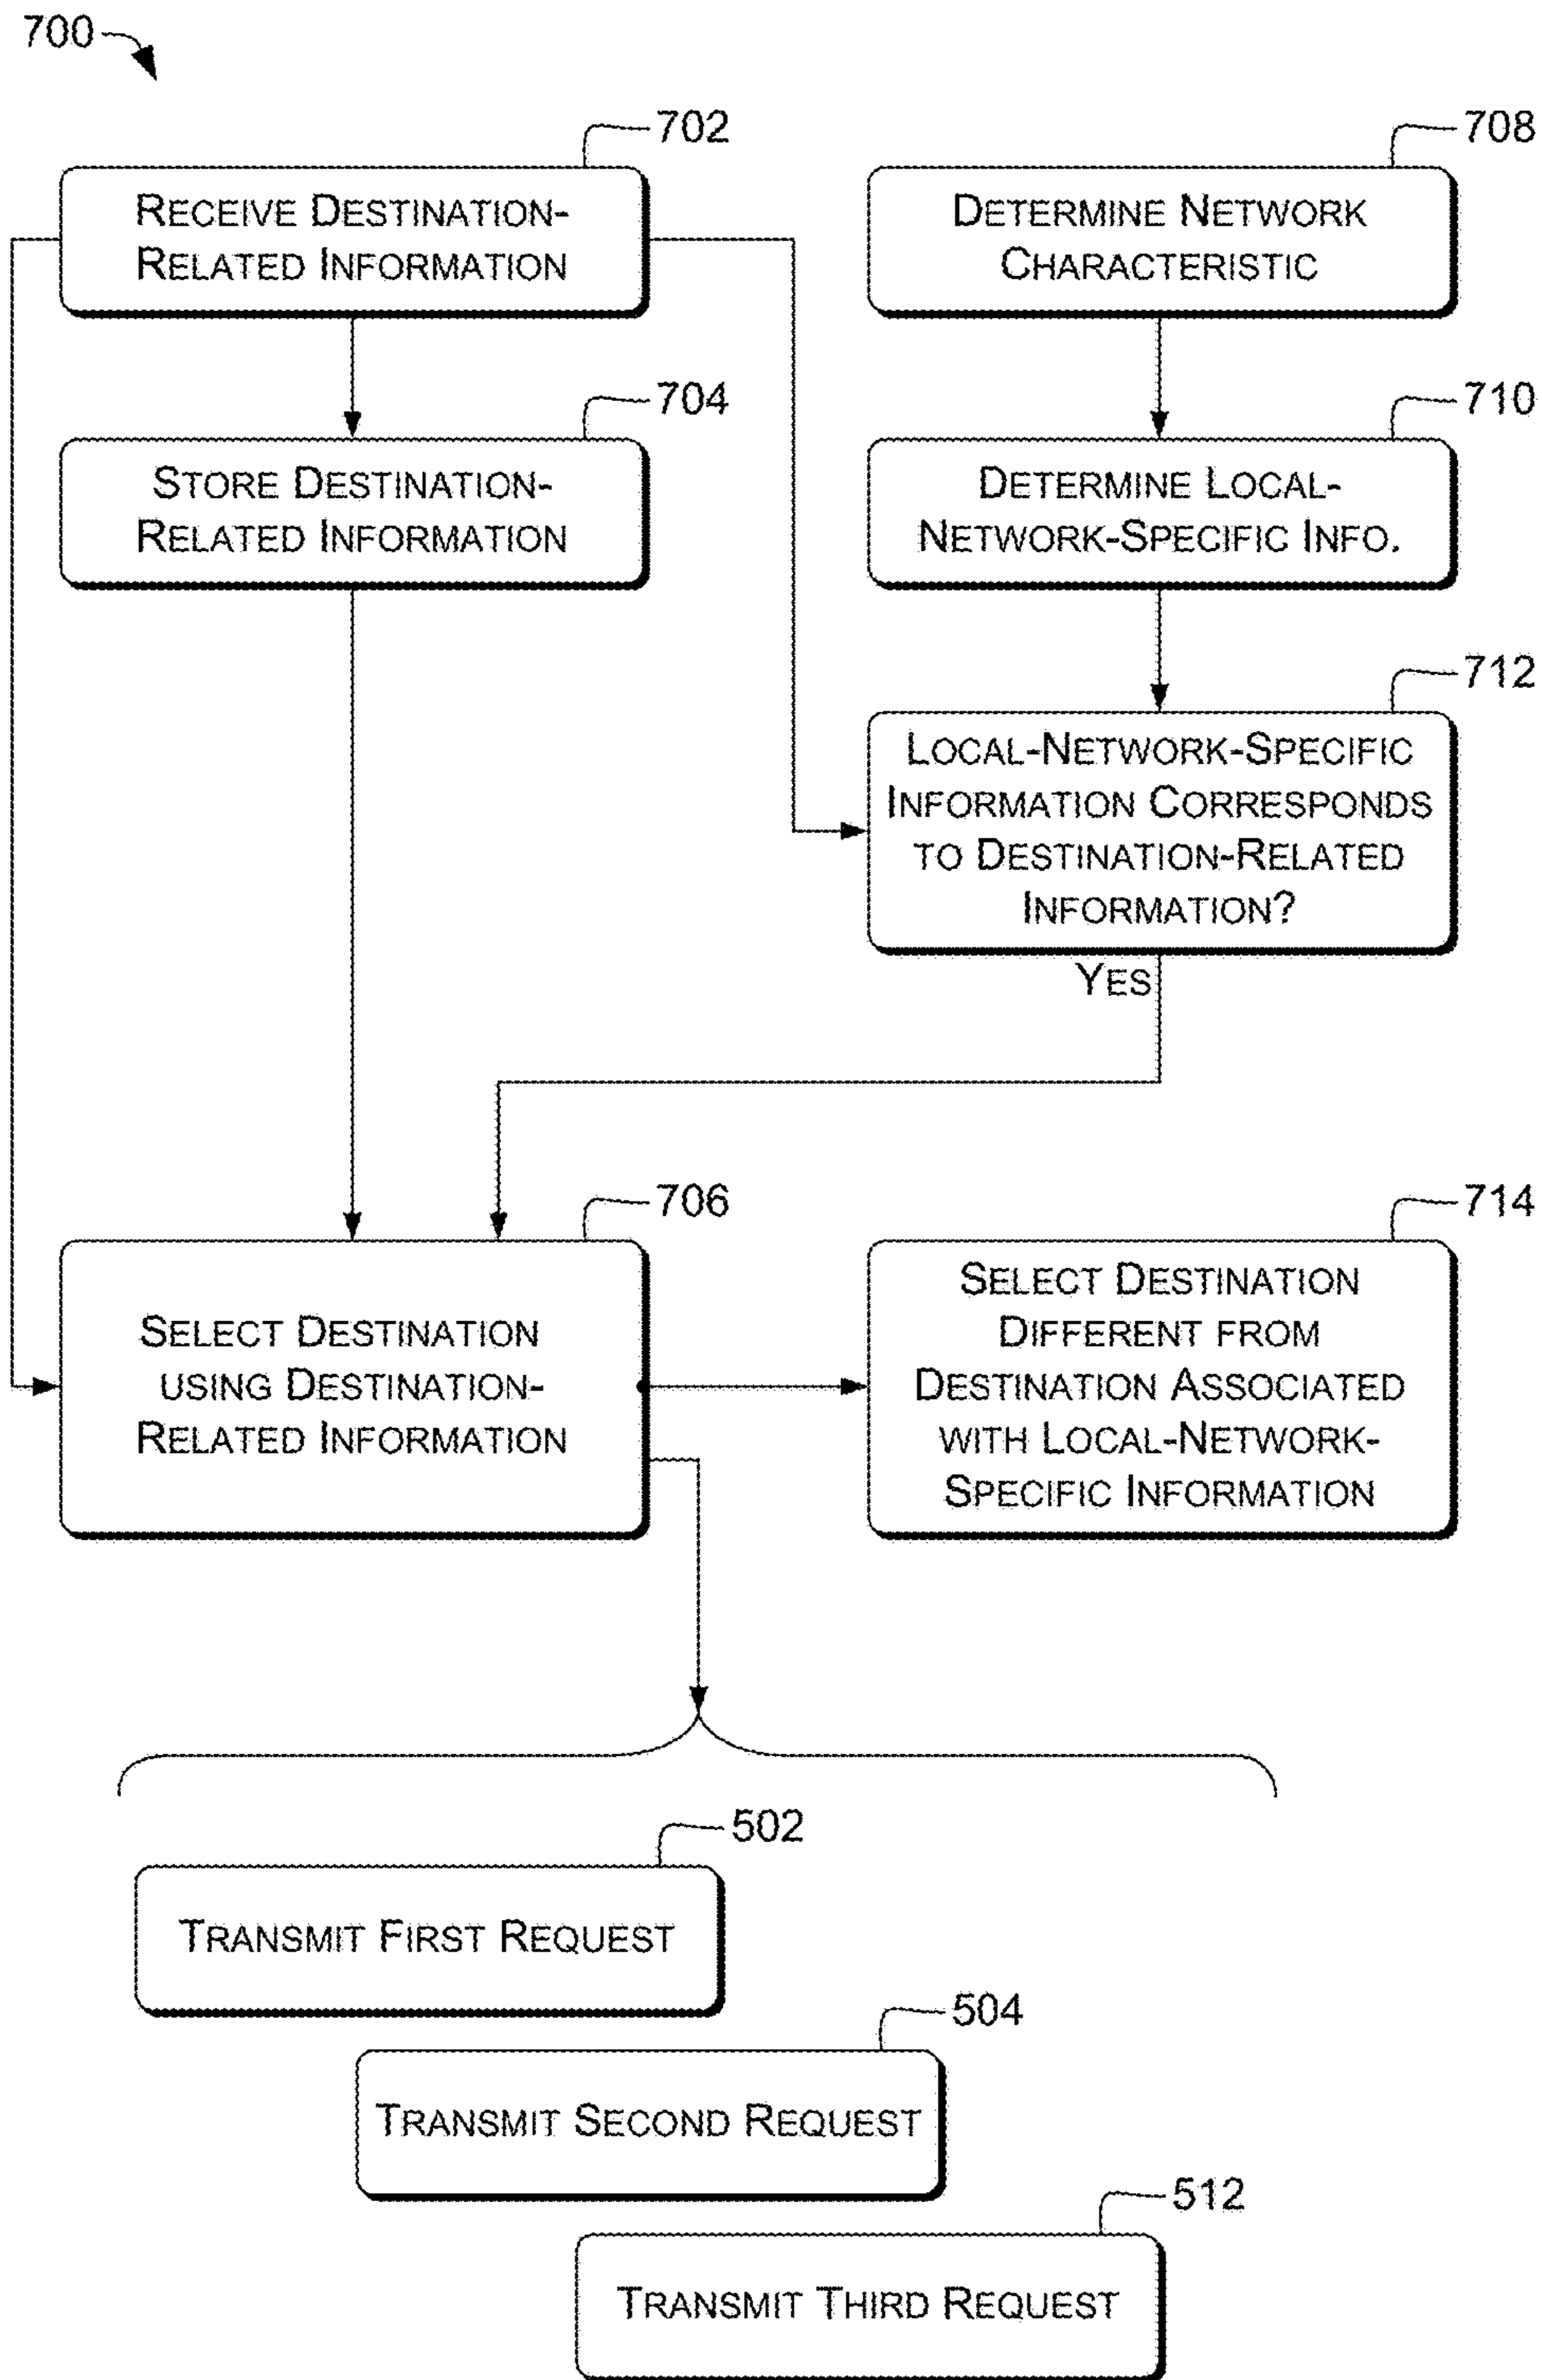 700
702
RECEIVE DESTINATION-
RELATED INFORMATION
708
DETERMINE NETWORK
CHARACTERISTIC
704
STORE DESTINATION-
RELATED INFORMATION
710
DETERMINE LOCAL-
NETWORK-SPECIFIC INFO.
712
LOCAL-NETWORK-SPECIFIC
INFORMATION CORRESPONDS
TO DESTINATION-RELATED
INFORMATION?
YES
706
SELECT DESTINATION
USING DESTINATION-
RELATED INFORMATION
714
SELECT DESTINATION
DIFFERENT FROM
DESTINATION ASSOCIATED
WITH LOCAL-NETWORK-
SPECIFIC INFORMATION
502
TRANSMIT FIRST REQUEST
504
TRANSMIT SECOND REQUEST
512
TRANSMIT THIRD REQUEST